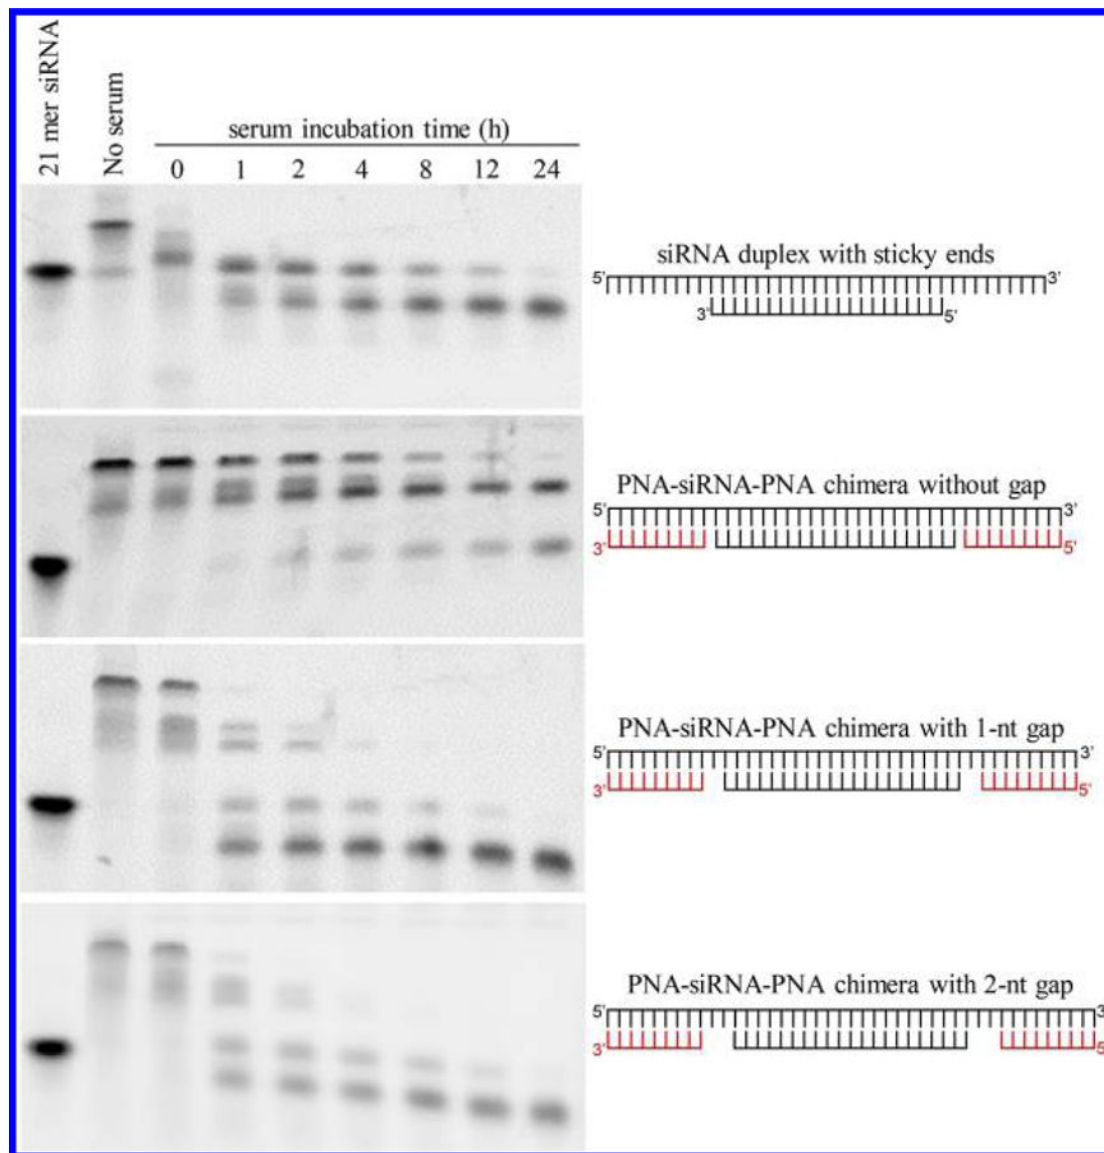 21 mer siRNA
No serum
serum incubation time (h)
0 1 2 4 8 12 24
siRNA duplex with sticky ends
5' 3'
3' 5'
PNA-siRNA-PNA chimera without gap
5' 3'
3' 5'
PNA-siRNA-PNA chimera with 1-nt gap
5' 3'
3' 5'
PNA-siRNA-PNA chimera with 2-nt gap
5' 3
3' 5